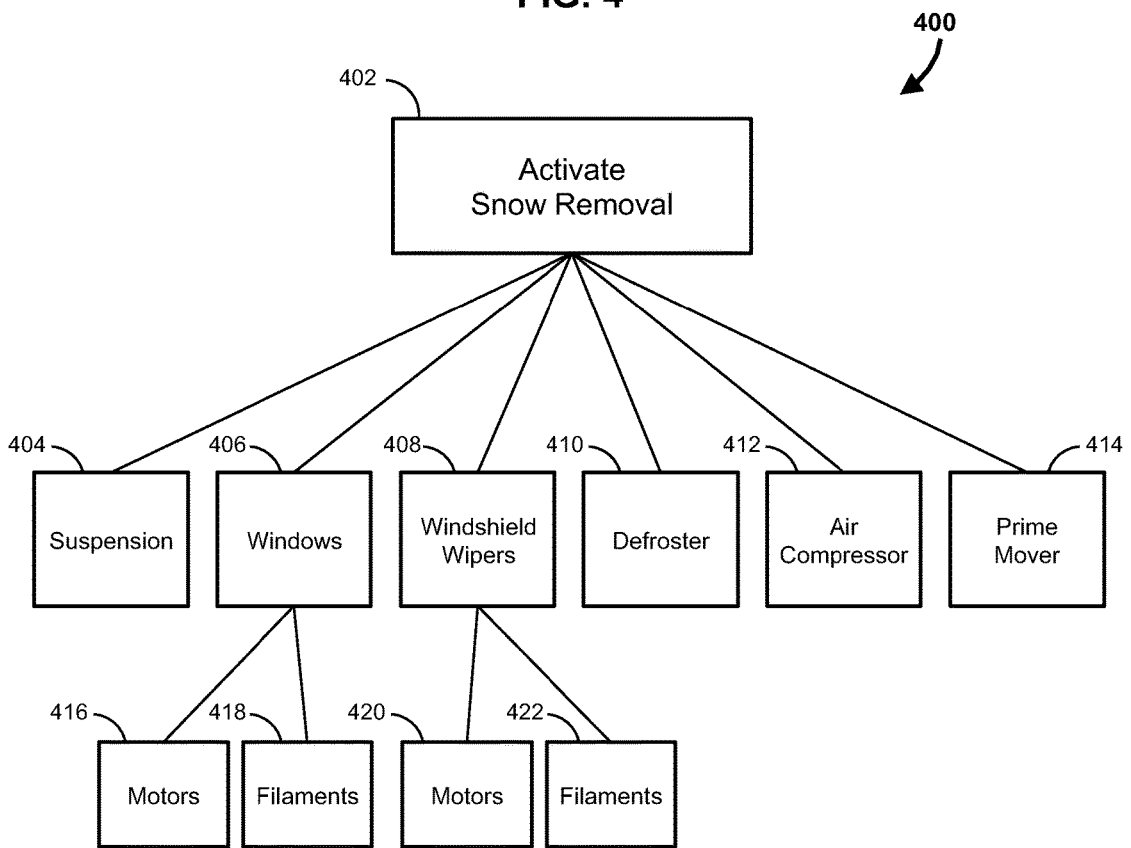 FIG. 4
400
402
Activate
Snow Removal
404
406
408
410
412
414
Suspension
Windows
Windshield
Wipers
Defroster
Air
Compressor
Prime
Mover
416
418
420
422
Motors
Filaments
Motors
Filaments